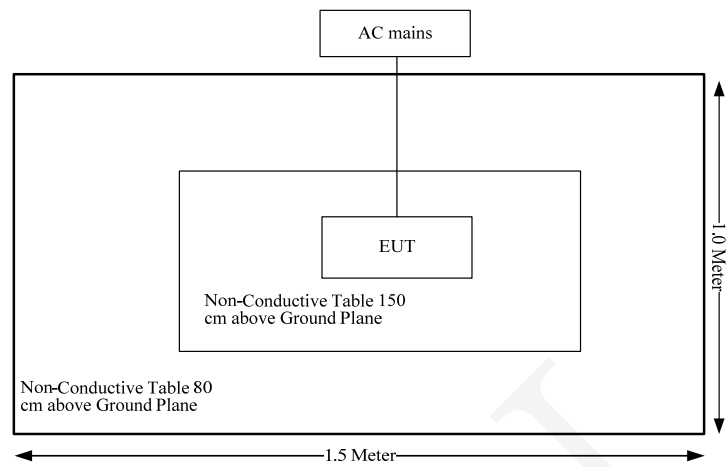 AC mains
EUT
Non-Conductive Table 150
cm above Ground Plane
Non-Conductive Table 80
cm above Ground Plane
1.0 Meter
1.5 Meter